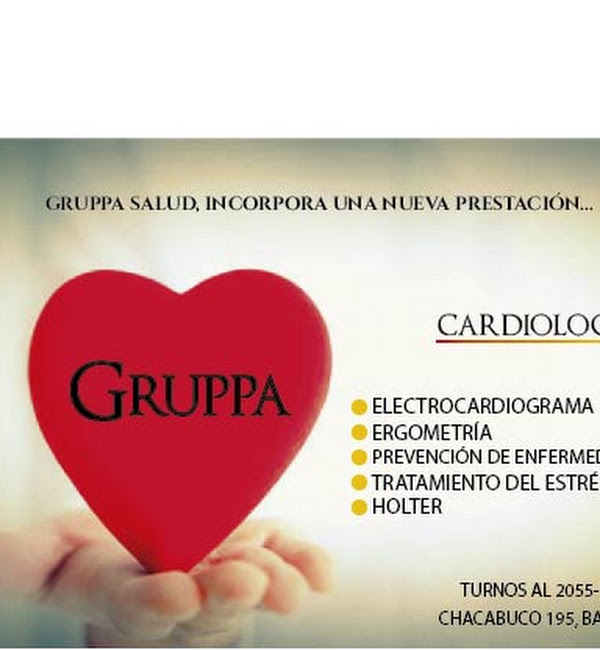 GRUPPA SALUD, INCORPORA UNA NUEVA PRESTACIÓN...
GRUPPA
CARDIOLOG
ELECTROCARDIOGRAMA
ERGOMETRÍA
PREVENCIÓN DE ENFERMED
TRATAMIENTO DEL ESTRÉ
HOLTER
TURNOS AL 2055-
CHACABUCO 195, BA